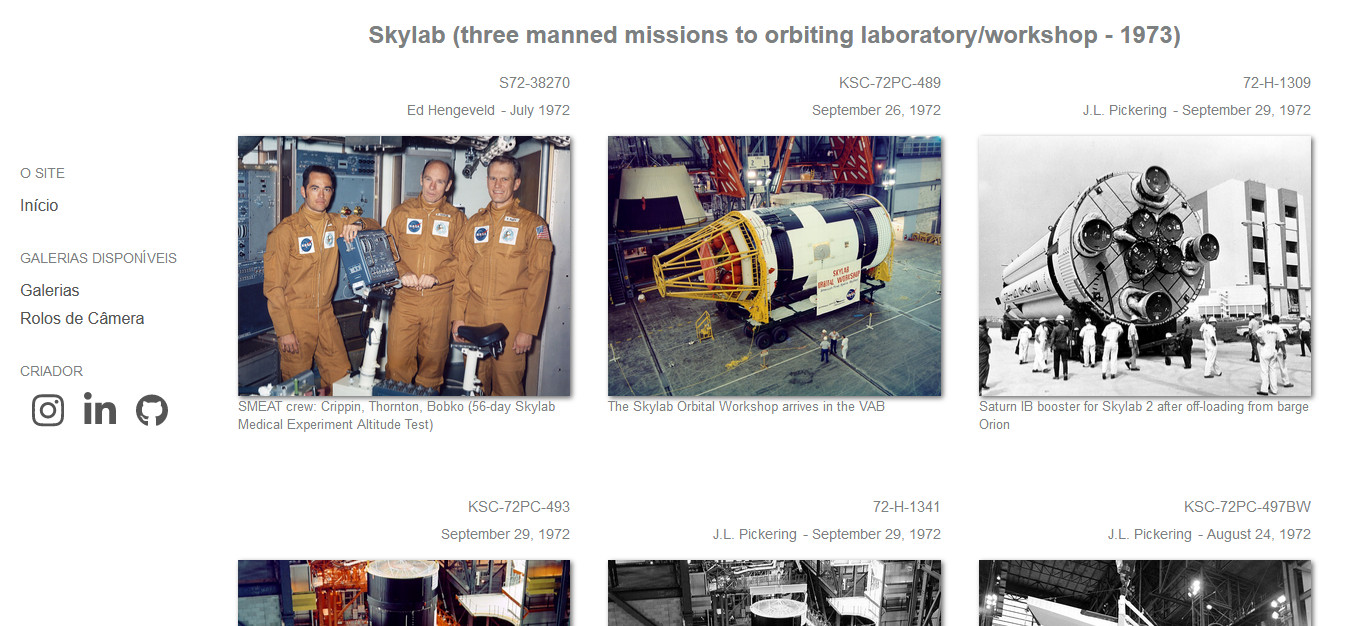 Skylab (three manned missions to orbiting laboratory/workshop - 1973)
O SITE
Início
GALERIAS DISPONÍVEIS
Galerias
Rolos de Câmera
CRIADOR
S72-38270
Ed Hengeveld - July 1972
SMEAT crew: Crippin, Thornton, Bobko (56-day Skylab
Medical Experiment Altitude Test)
KSC-72PC-489
September 26, 1972
SKYLAB
ORBITAL WORKSHOP
The Skylab Orbital Workshop arrives in the VAB
72-H-1309
J.L. Pickering - September 29, 1972
Saturn IB booster for Skylab 2 after off-loading from barge
Orion
KSC-72PC-493
September 29, 1972
72-H-1341
J.L. Pickering - September 29, 1972
KSC-72PC-497BW
J.L. Pickering - August 24, 1972